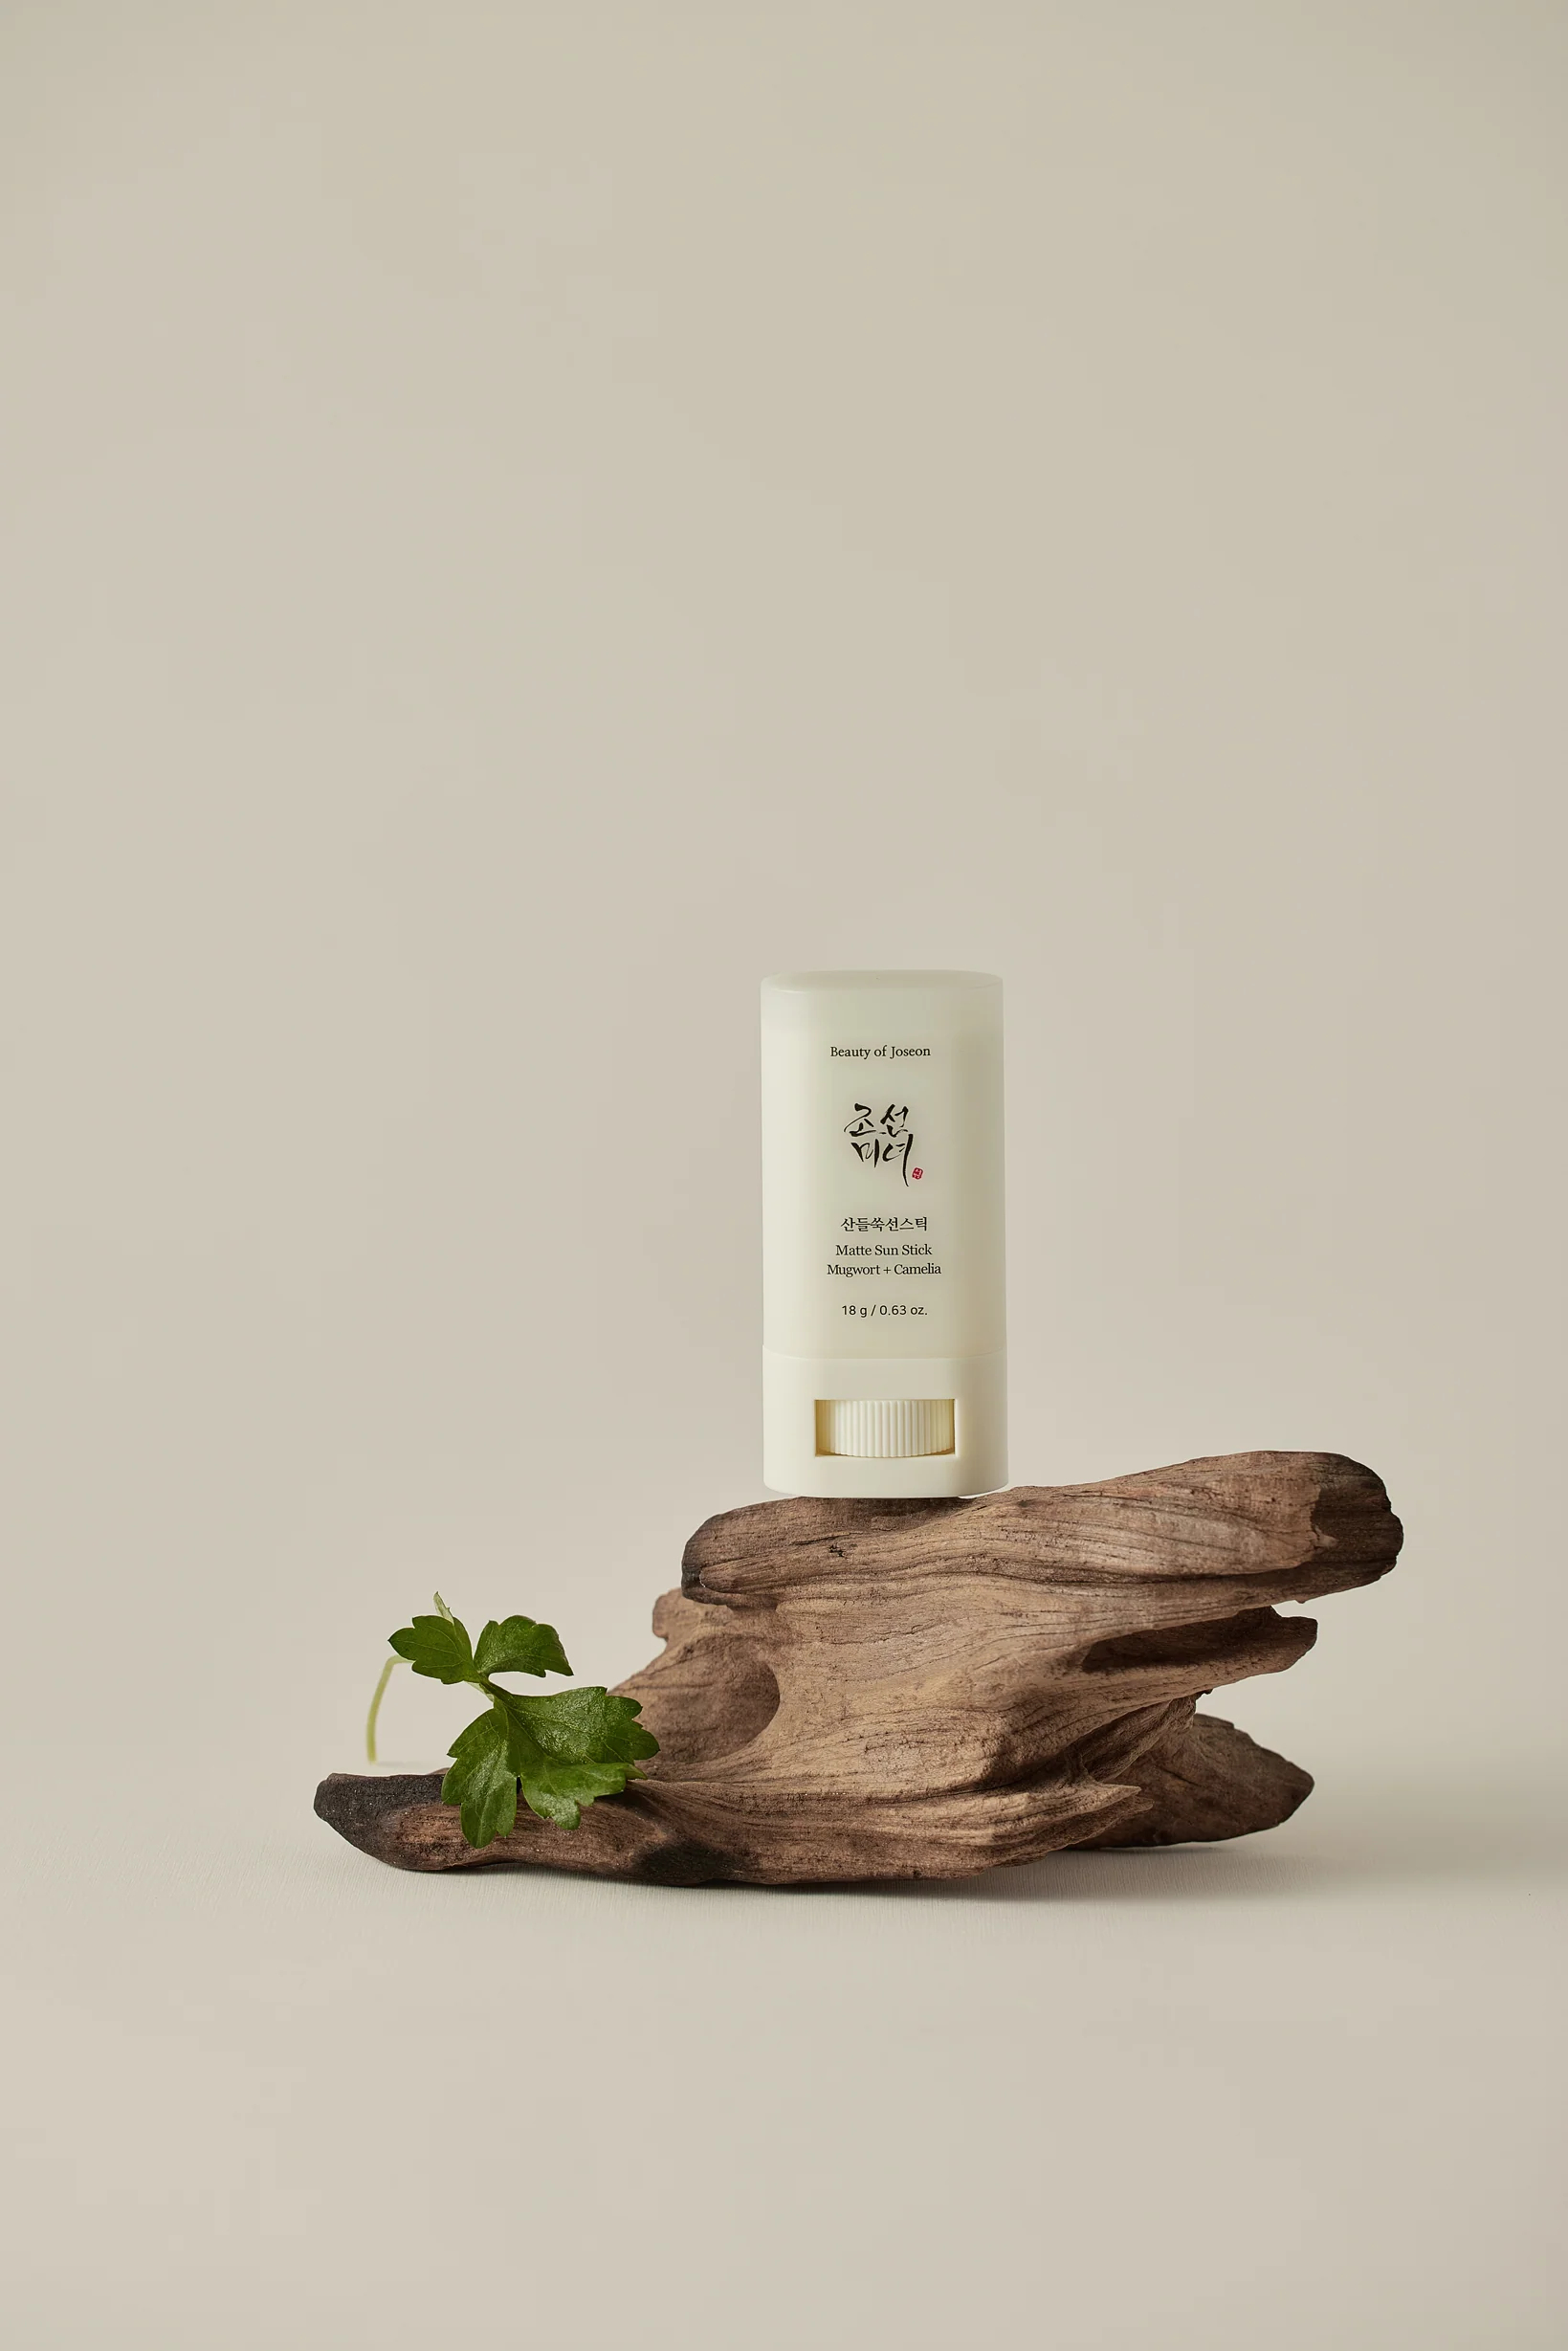 Beauty of Joseon
조선
미녀
산들쑥선스틱
Matte Sun Stick
Mugwort + Camelia
18 g / 0.63 oz.